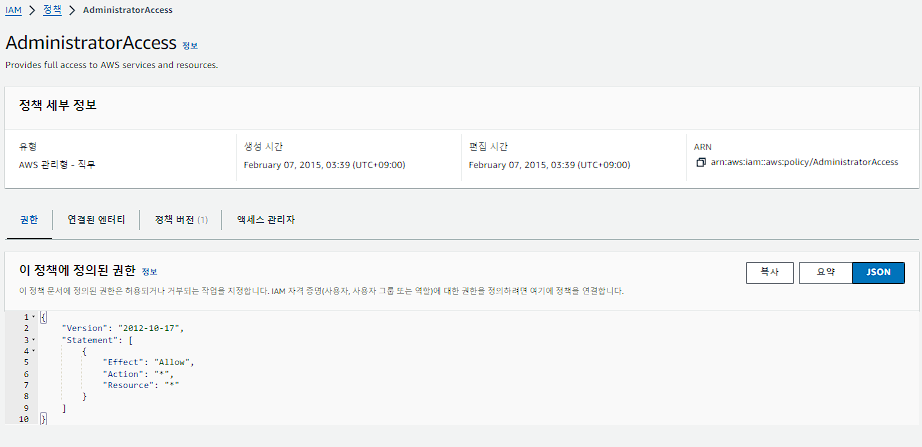 IAM > 정책 > AdministratorAccess
AdministratorAccess 정보
Provides full access to AWS services and resources.
정책 세부 정보
유형
AWS 관리형 - 직무
생성 시간
February 07, 2015, 03:39 (UTC+09:00)
편집 시간
February 07, 2015, 03:39 (UTC+09:00)
ARN
arn:aws:iam::aws:policy/AdministratorAccess
권한 연결된 엔터티 정책 버전 (1) 액세스 관리자
이 정책에 정의된 권한 정보
복사 요약 JSON
이 정책 문서에 정의된 권한은 허용되거나 거부되는 작업을 지정합니다. IAM 자격 증명(사용자, 사용자 그룹 또는 역할)에 대한 권한을 정의하려면 여기에 정책을 연결합니다.
1 {
2 "Version": "2012-10-17",
3 "Statement": [
4 {
5 "Effect": "Allow",
6 "Action": "*",
7 "Resource": "*"
8 }
9 ]
10 }